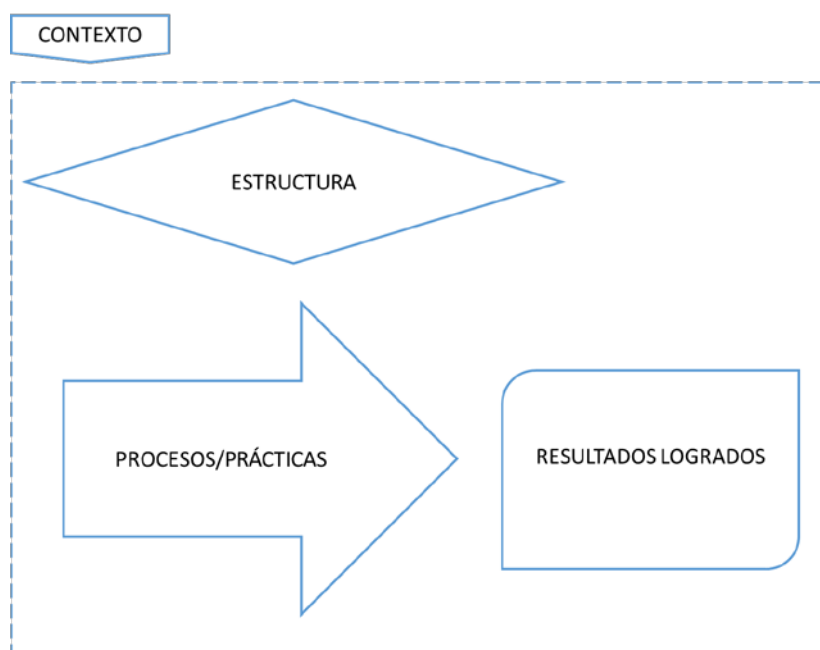 CONTEXTO
ESTRUCTURA
PROCESOS/PRÁCTICAS
RESULTADOS LOGRADOS